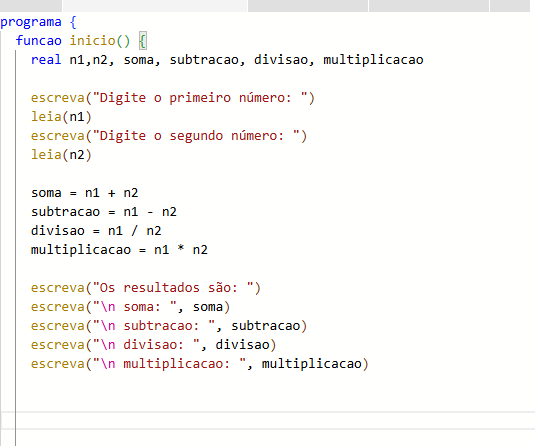 programa {
funcao inicio() {
real n1,n2, soma, subtracao, divisao, multiplicacao
escreva("Digite o primeiro número: ")
leia(n1)
escreva("Digite o segundo número: ")
leia(n2)
soma = n1 + n2
subtracao = n1 - n2
divisao = n1 / n2
multiplicacao = n1 * n2
escreva("Os resultados são: ")
escreva("\n soma: ", soma)
escreva("\n subtracao: ", subtracao)
escreva("\n divisao: ", divisao)
escreva("\n multiplicacao: ", multiplicacao)